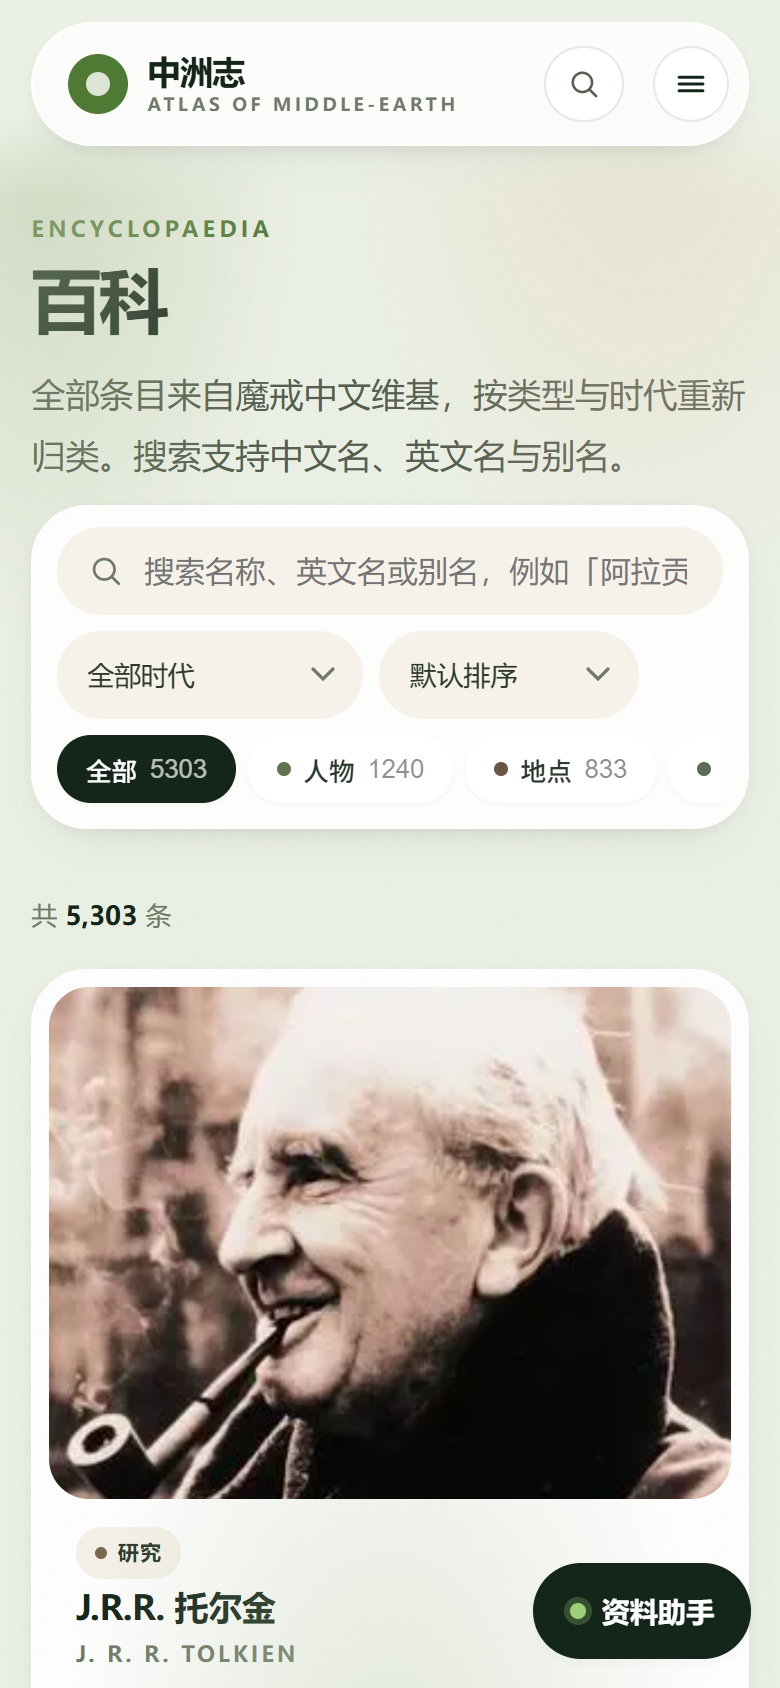 中洲志
ATLAS OF MIDDLE-EARTH
ENCYCLOPAEDIA
百科
全部条目来自魔戒中文维基，按类型与时代重新
归类。搜索支持中文名、英文名与别名。
搜索名称、英文名或别名，例如「阿拉贡
全部时代
默认排序
全部 5303
人物 1240
地点 833
共 5,303 条
研究
J.R.R. 托尔金
J. R. R. TOLKIEN
资料助手